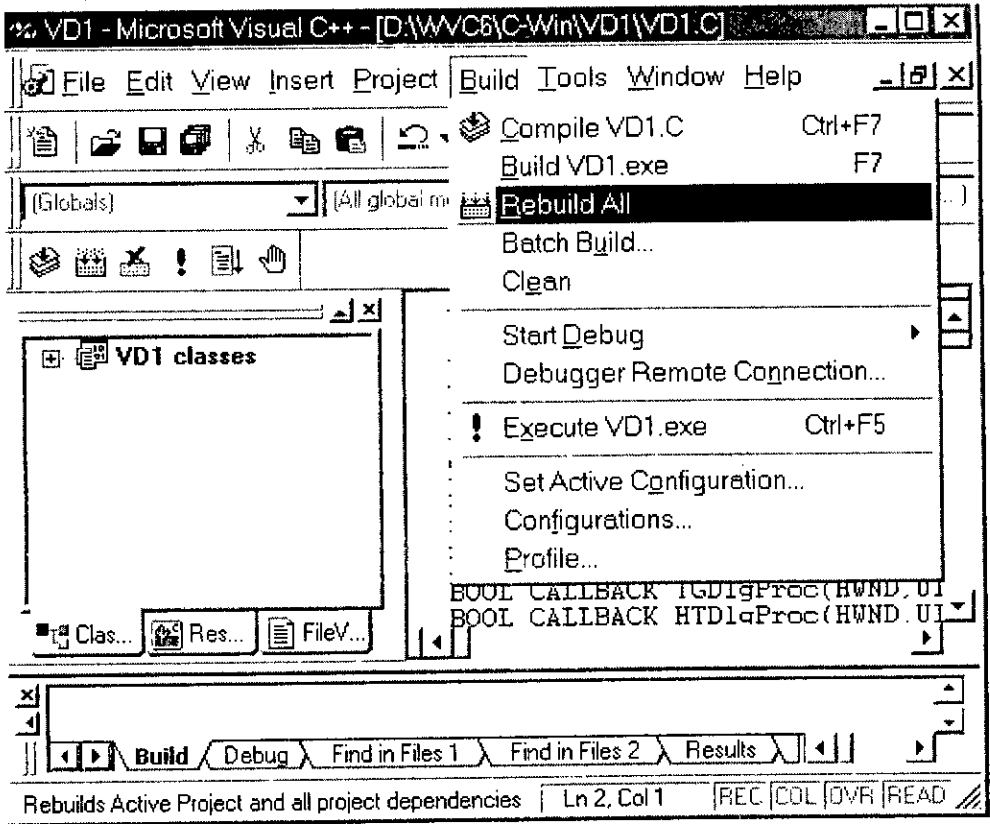 VD1 - Microsoft Visual C++ - [D:\WVC6\C-Win\VD1\VD1.C]
File Edit View Insert Project Build Tools Window Help
Compile VD1.C Ctrl+F7
Build VD1.exe F7
(Globals) (All global
Rebuild All
Batch Build...
Clean
Start Debug
Debugger Remote Connection...
Execute VD1.exe Ctrl+F5
Set Active Configuration...
Configurations...
Profile...
VD1 classes
BOOL CALLBACK TGDlgProc(HWND,UI
BOOL CALLBACK HTDlgProc(HWND,UI
Clas... Res... FileV...
Build Debug Find in Files 1 Find in Files 2 Results
Rebuilds Active Project and all project dependencies Ln 2, Col 1 REC COL OVR READ